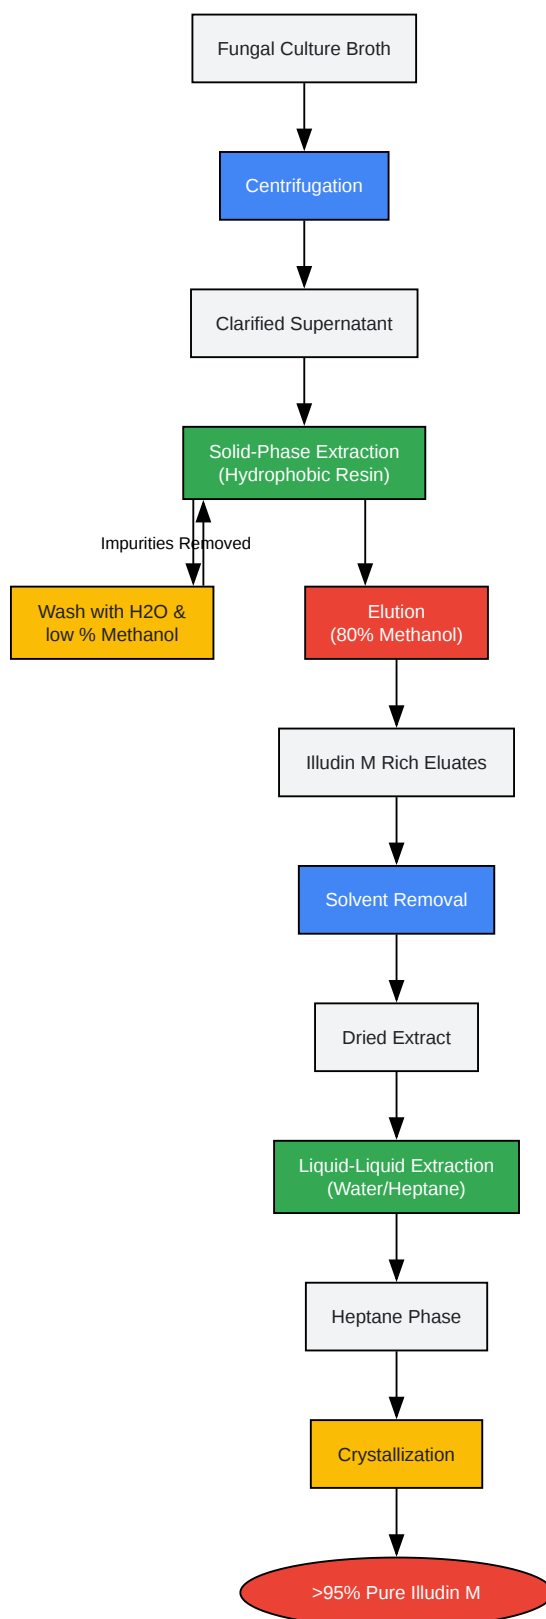 Fungal Culture Broth
Centrifugation
Clarified Supernatant
Solid-Phase Extraction
(Hydrophobic Resin)
Impurities Removed
Wash with H2O &
low % Methanol
Elution
(80% Methanol)
Illudin M Rich Eluates
Solvent Removal
Dried Extract
Liquid-Liquid Extraction
(Water/Heptane)
Heptane Phase
Crystallization
>95% Pure Illudin M